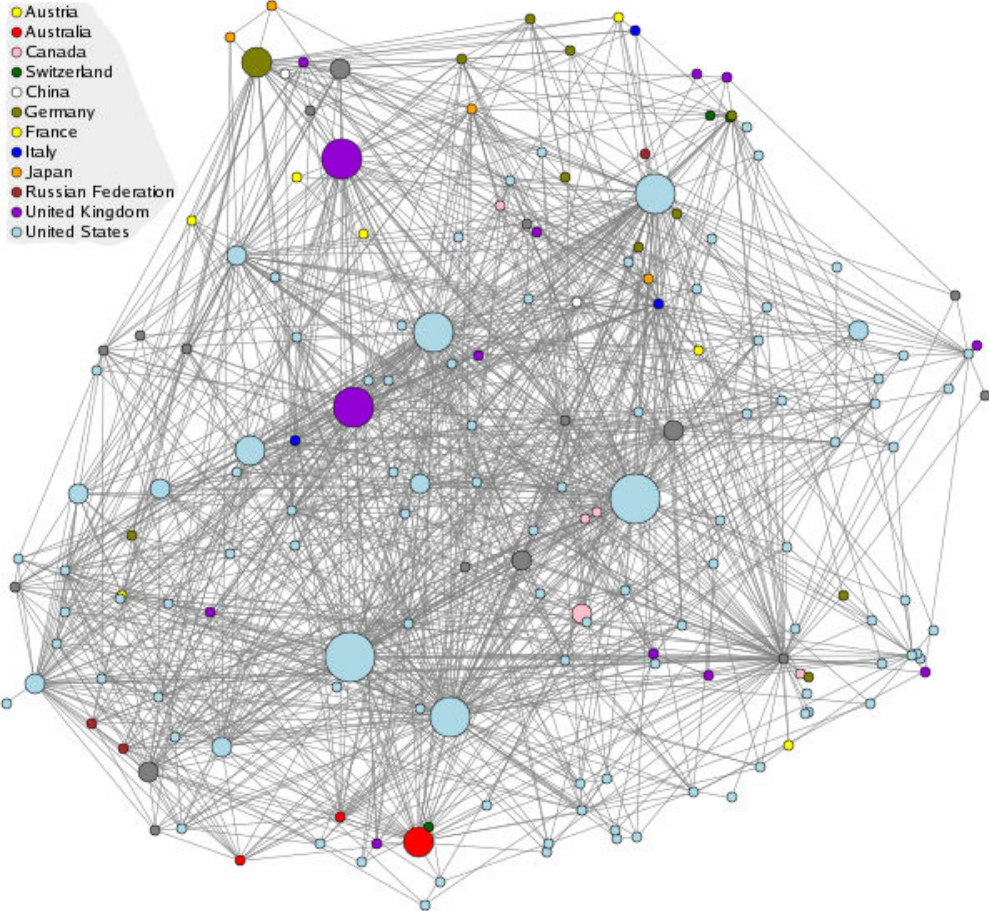 Austria
Australia
Canada
Switzerland
China
Germany
France
Italy
Japan
Russian Federation
United Kingdom
United States